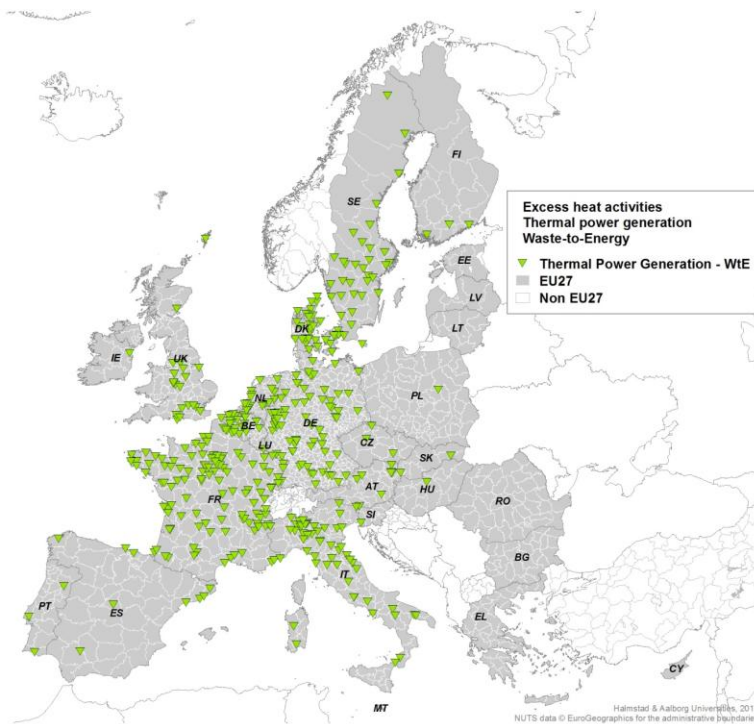 FI
SE
Excess heat activities
Thermal power generation
Waste-to-Energy
Thermal Power Generation - WtE
EU27
Non EU27
EE
LV
LT
DK
IE
UK
NL
PL
BE
DE
LU
CZ
SK
AT
HU
FR
SI
RO
BG
IT
PT
ES
EL
CY
MT
Halmstad & Aalborg Universities, 201
NUTS data © EuroGeographics for the administrative boundar